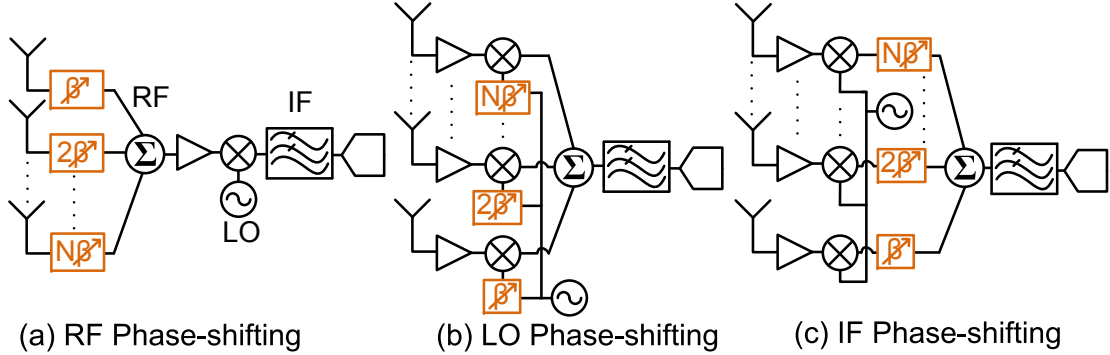 β
RF
2β
Σ
Nβ
IF
LO
(a) RF Phase-shifting
Nβ
Σ
2β
β
(b) LO Phase-shifting
Nβ
2β
Σ
β
(c) IF Phase-shifting